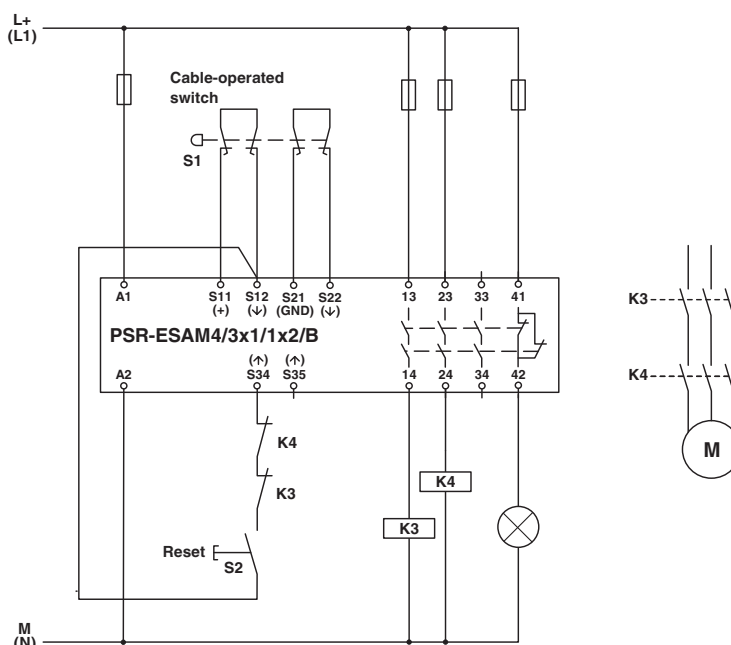 L+
(L1)
Cable-operated
switch
S1
A1
S11
(+)
S12
(↓)
S21
(GND)
S22
(↓)
13
23
33
41
PSR-ESAM4/3x1/1x2/B
A2
(↑)
S34
(↑)
S35
14
24
34
42
K4
K3
Reset
S2
K4
K3
K3
K4
M
M
(N)